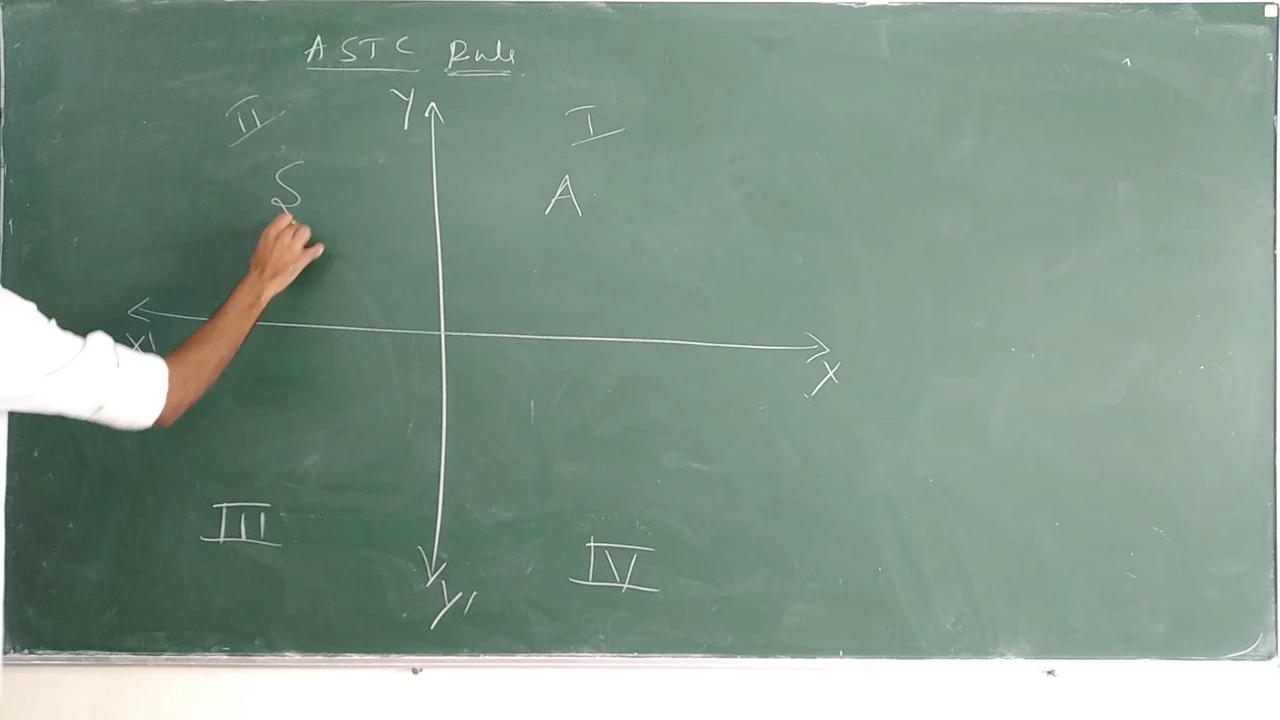 ASTC Rule
Y
II I
S A
X'
X
III IV
Y'